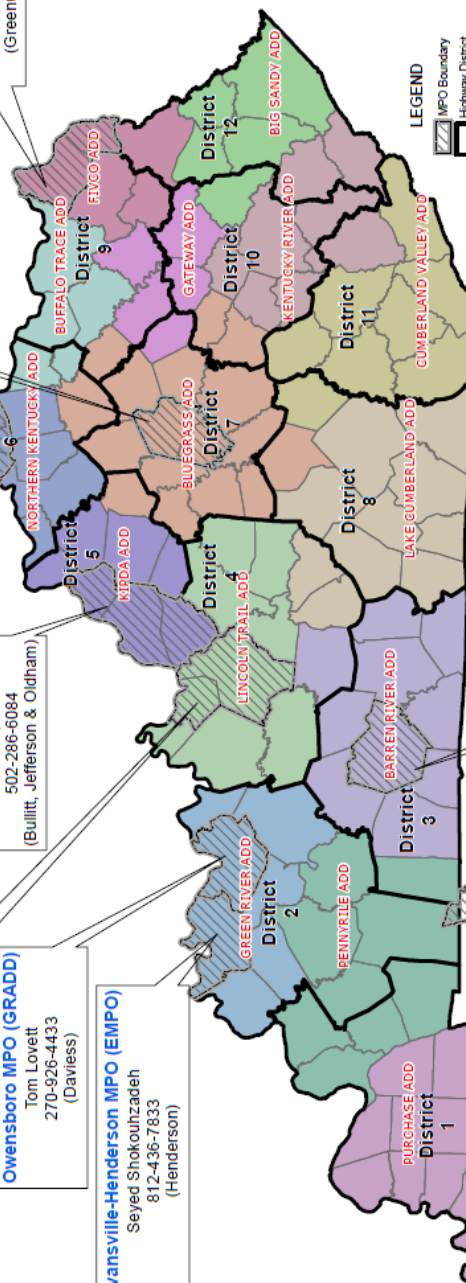 Owensboro MPO (GRADD)
Tom Lovett
270-926-4433
(Daviess)
502-286-6084
(Bullitt, Jefferson & Oldham)
vansville-Henderson MPO (EMPO)
Seyed Shokouhzadeh
812-436-7833
(Henderson)
6
NORTHERN KENTUCKY ADD
BUFFALO TRACE ADD
District
9
FIVCO ADD
District
5
KIPDA ADD
GATEWAY ADD
District
12
BIG SANDY ADD
BLUEGRASS ADD
District
7
District
10
KENTUCKY RIVER ADD
District
4
LINCOLN TRAIL ADD
GREEN RIVER ADD
District
2
PENNYRILE ADD
District
11
CUMBERLAND VALLEY ADD
District
8
LAKE CUMBERLAND ADD
BARREN RIVER ADD
District
3
PURCHASE ADD
District
1
LEGEND
MPO Boundary
Highway District